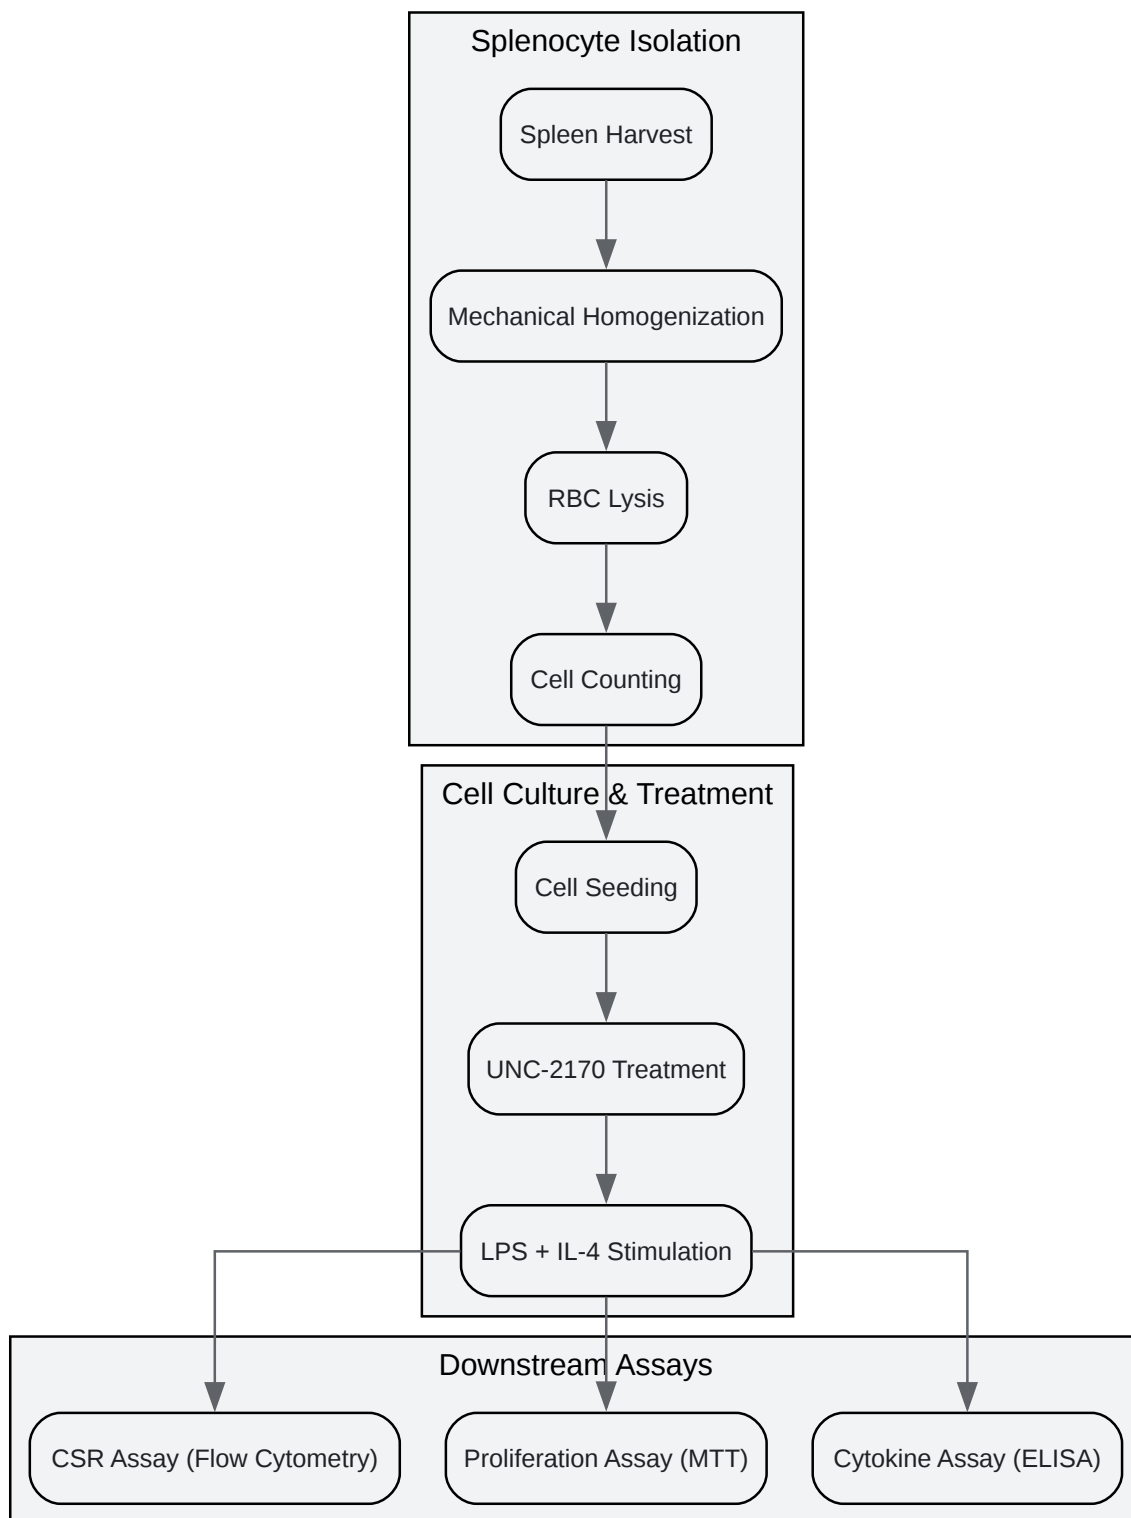 Splenocyte Isolation
Spleen Harvest
Mechanical Homogenization
RBC Lysis
Cell Counting
Cell Culture & Treatment
Cell Seeding
UNC-2170 Treatment
LPS + IL-4 Stimulation
Downstream Assays
CSR Assay (Flow Cytometry)
Proliferation Assay (MTT)
Cytokine Assay (ELISA)